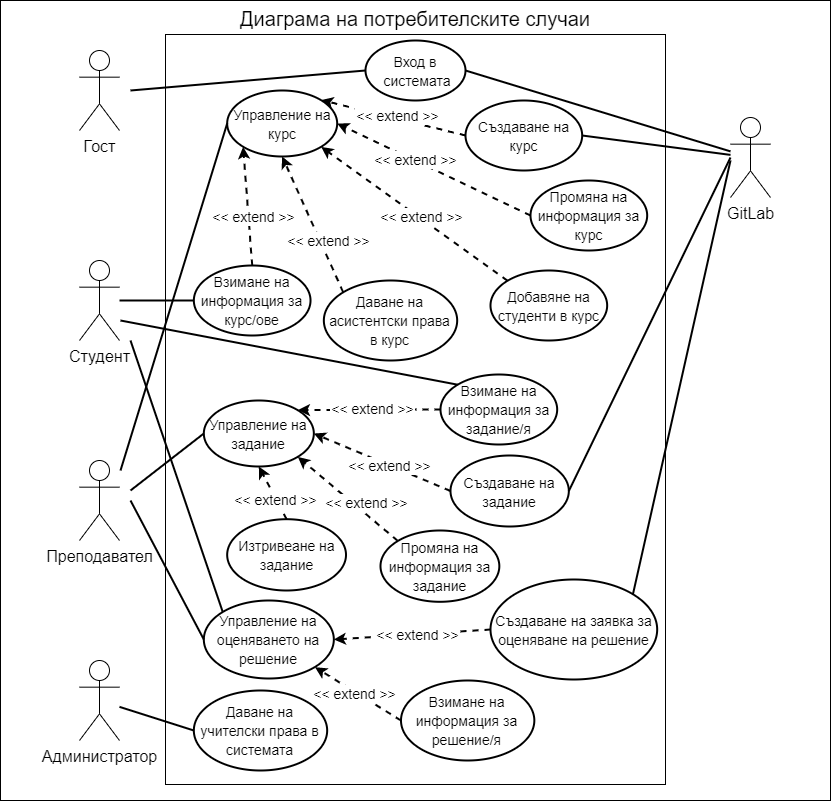 Диаграма на потребителските случаи
Гост
Вход в
системата
Управление на
курс
<< extend >>
Създаване на
курс
GitLab
<< extend >>
Промяна на
информация за
курс
<< extend >>
<< extend >>
<< extend >>
Взимане на
информация за
курс/ове
Даване на
асистентски права
в курс
Добавяне на
студенти в курс
Студент
Взимане на
информация за
задание/я
<< extend >>
Управление на
задание
<< extend >>
Създаване на
задание
<< extend >>
<< extend >>
Преподавател
Изтривеане на
задание
Промяна на
информация за
задание
Управление на
оценяването на
решение
<< extend >>
Създаване на заявка за
оценяване на решение
<< extend >>
Взимане на
информация за
решение/я
Даване на
учителски права в
системата
Администратор